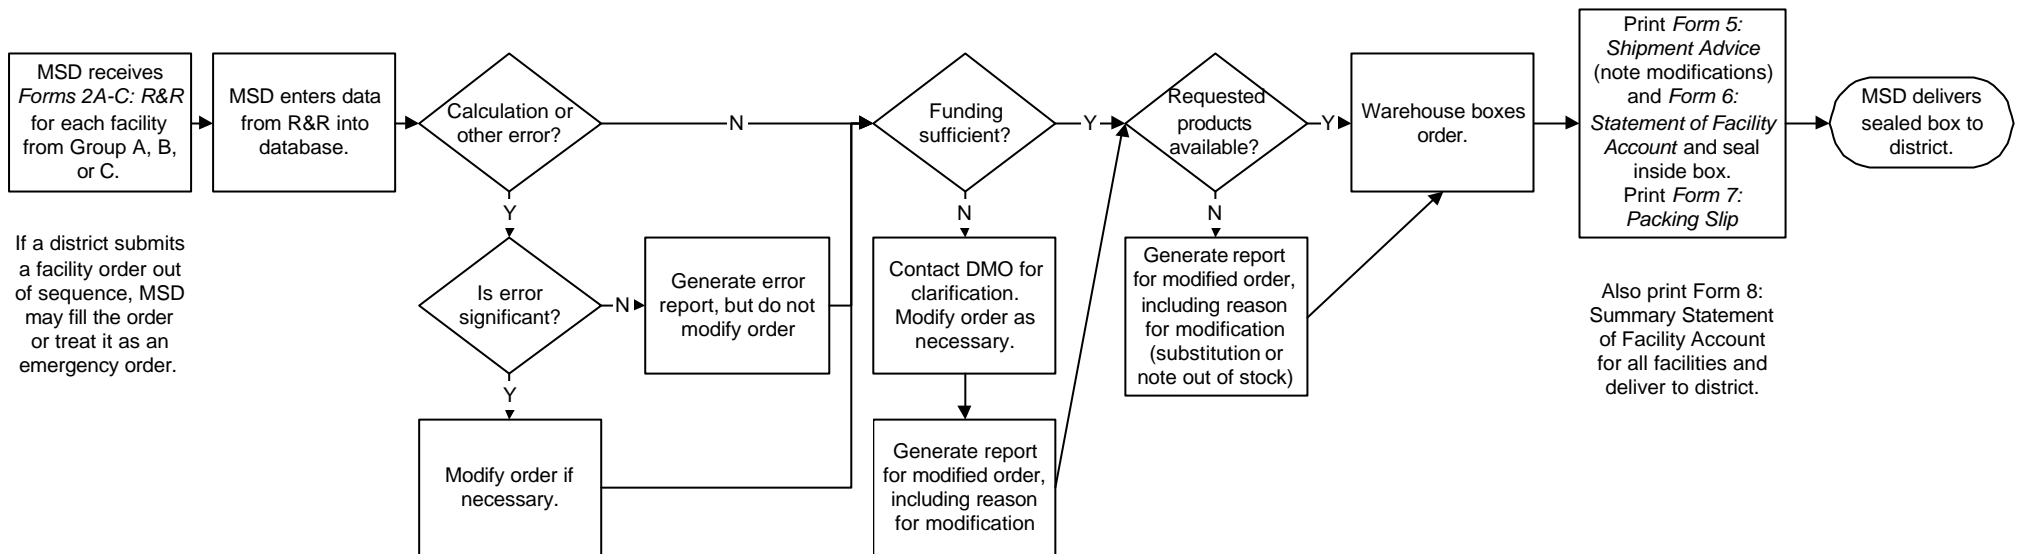 MSD receives
Forms 2A-C: R&R
for each facility
from Group A, B,
or C.
If a district submits
a facility order out
of sequence, MSD
may fill the order
or treat it as an
emergency order.
MSD enters data
from R&R into
database.
Calculation or
other error?
N
Y
Is error
significant?
N
Y
Generate error
report, but do not
modify order
Modify order if
necessary.
Funding
sufficient?
Y
N
Contact DMO for
clarification.
Modify order as
necessary.
Generate report
for modified order,
including reason
for modification
Requested
products
available?
Y
N
Generate report
for modified order,
including reason
for modification
(substitution or
note out of stock)
Warehouse boxes
order.
Print Form 5:
Shipment Advice
(note modifications)
and Form 6:
Statement of Facility
Account and seal
inside box.
Print Form 7:
Packing Slip
Also print Form 8:
Summary Statement
of Facility Account
for all facilities and
deliver to district.
MSD delivers
sealed box to
district.